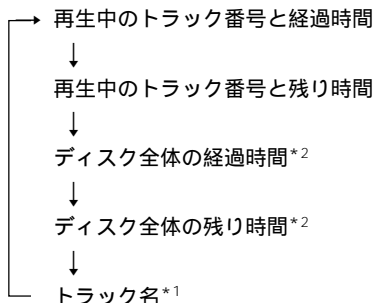 再生中のトラック番号と経過時間
再生中のトラック番号と残り時間
ディスク全体の経過時間*2
ディスク全体の残り時間*2
トラック名*1